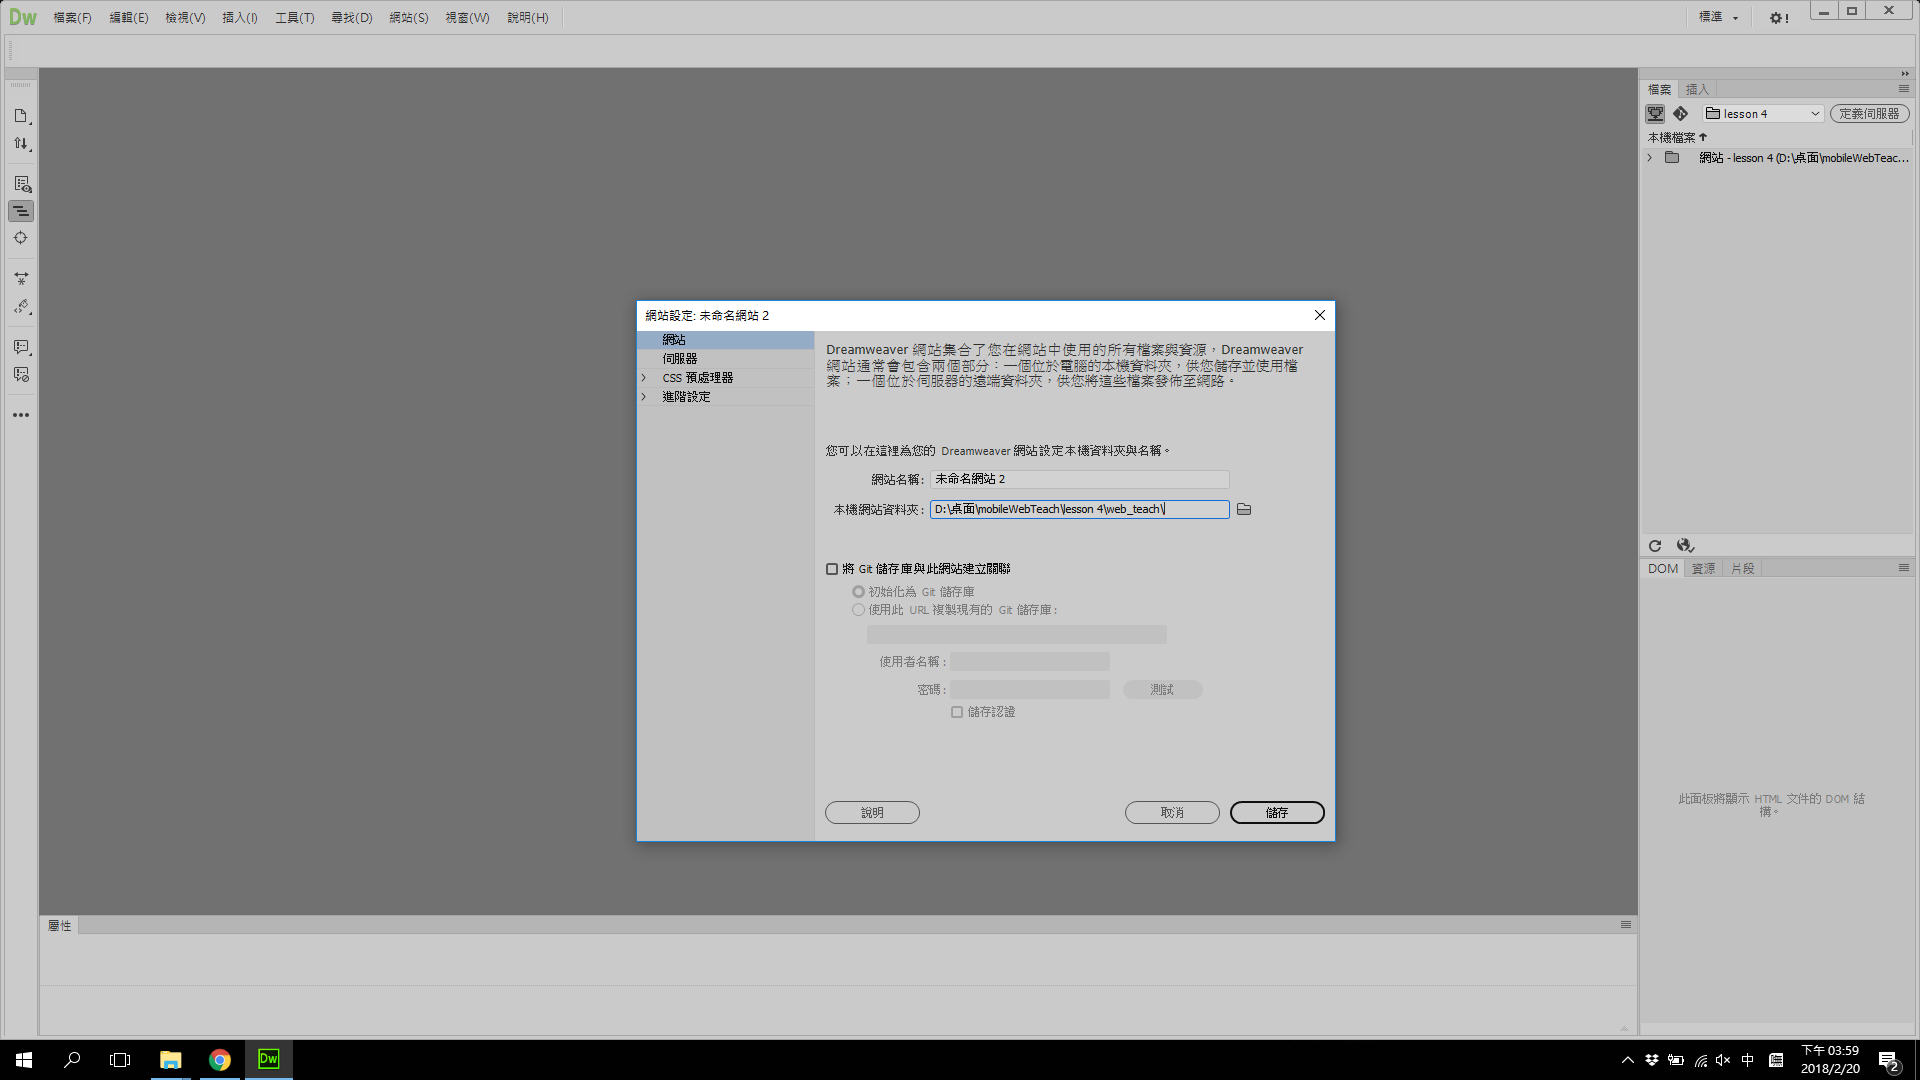 Dw 檔案(F) 編輯(E) 檢視(V) 插入(I) 工具(T) 尋找(D) 網站(S) 視窗(W) 說明(H) 標準
檔案 插入
lesson 4 定義伺服器
本機檔案
網站 - lesson 4 (D:\桌面\mobileWebTeac...
網站設定: 未命名網站 2
網站
伺服器
CSS 預處理器
進階設定
Dreamweaver 網站集合了您在網站中使用的所有檔案與資源，Dreamweaver
網站通常會包含兩個部分：一個位於電腦的本機資料夾，供您儲存並使用檔
案；一個位於伺服器的遠端資料夾，供您將這些檔案發佈至網路。
您可以在這裡為您的 Dreamweaver 網站設定本機資料夾與名稱。
網站名稱: 未命名網站 2
本機網站資料夾: D:\桌面\mobileWebTeach\lesson 4\web_teach\
將 Git 儲存庫與此網站建立關聯
初始化為 Git 儲存庫
使用此 URL 複製現有的 Git 儲存庫:
使用者名稱:
密碼: 測試
儲存認證
說明 取消 儲存
DOM 資源 片段
此面板將顯示 HTML 文件的 DOM 結
構。
屬性
Dw 中 下午 03:59
2018/2/20 2